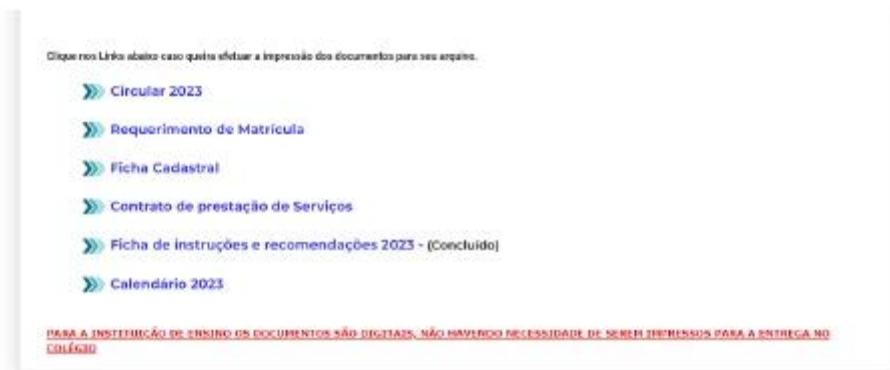 Clique nos Links abaixo caso queira efetuar a impressão dos documentos para seu arquivo.
Circular 2023
Requerimento de Matrícula
Ficha Cadastral
Contrato de prestação de Serviços
Ficha de instruções e recomendações 2023 - (Concluído)
Calendário 2023
PARA A INSTITUIÇÃO DE ENSINO OS DOCUMENTOS SÃO DIGITAIS, NÃO HAVENDO NECESSIDADE DE SEREM IMPRESSOS PARA A ENTREGA NO
COLÉGIO